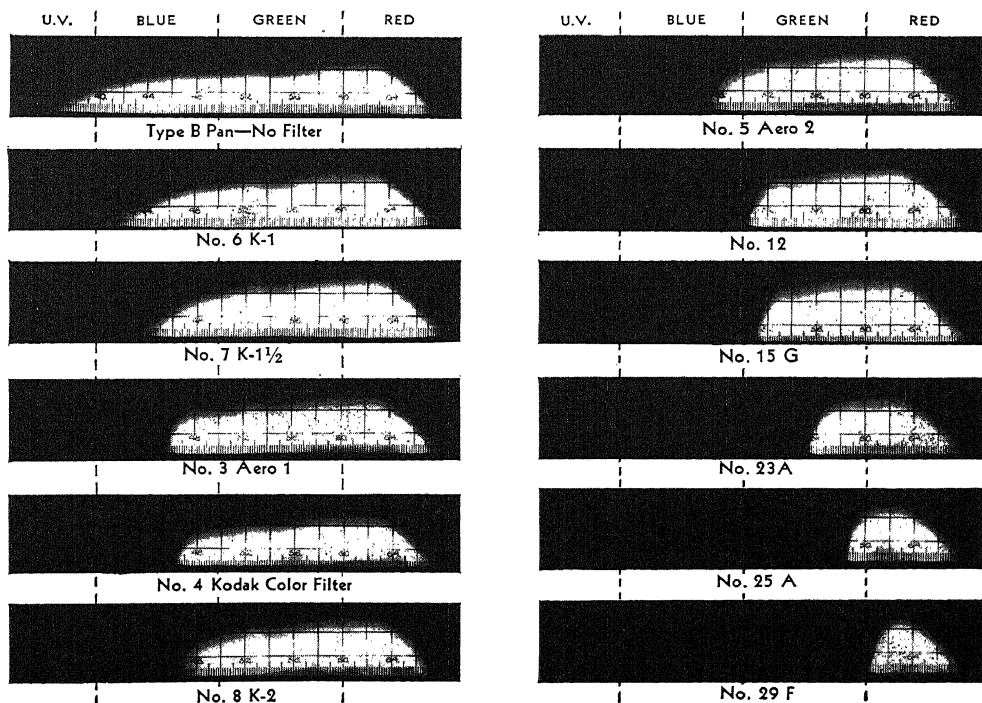 U.V. BLUE GREEN RED
Type B Pan—No Filter
No. 6 K-1
No. 7 K-1½
No. 3 Aero 1
No. 4 Kodak Color Filter
No. 8 K-2
U.V. BLUE GREEN RED
No. 5 Aero 2
No. 12
No. 15 G
No. 23A
No. 25 A
No. 29 F